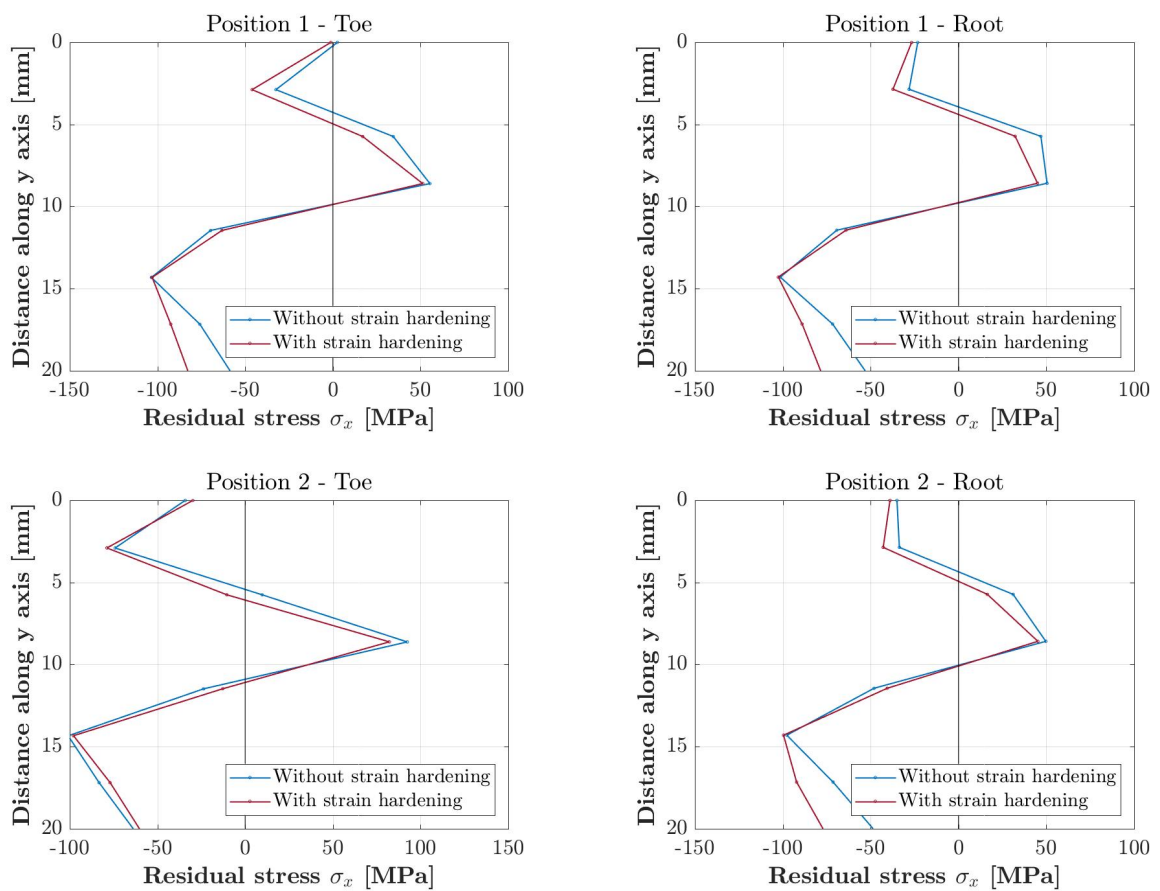 Position 1 - Toe
Distance along y axis [mm]
0
5
10
15
20
Without strain hardening
With strain hardening
-150 -100 -50 0 50 100
Residual stress σx [MPa]
Position 1 - Root
Distance along y axis [mm]
0
5
10
15
20
Without strain hardening
With strain hardening
-150 -100 -50 0 50 100
Residual stress σx [MPa]
Position 2 - Toe
Distance along y axis [mm]
0
5
10
15
20
Without strain hardening
With strain hardening
-100 -50 0 50 100 150
Residual stress σx [MPa]
Position 2 - Root
Distance along y axis [mm]
0
5
10
15
20
Without strain hardening
With strain hardening
-150 -100 -50 0 50 100
Residual stress σx [MPa]